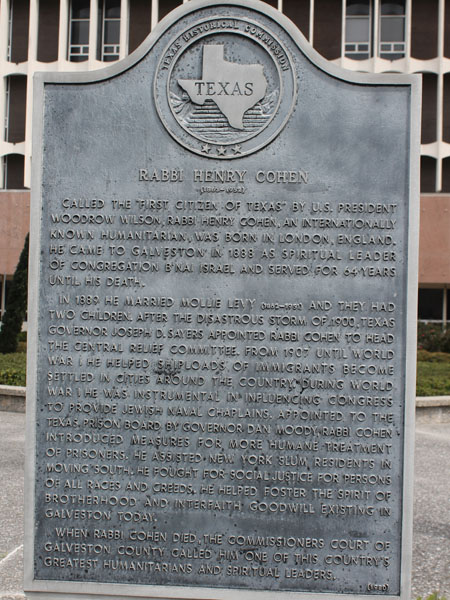 TEXAS HISTORICAL COMMISSION
TEXAS
RABBI HENRY COHEN
(1863-1952)
CALLED THE "FIRST CITIZEN OF TEXAS" BY U.S. PRESIDENT
WOODROW WILSON, RABBI HENRY COHEN, AN INTERNATIONALLY
KNOWN HUMANITARIAN, WAS BORN IN LONDON, ENGLAND.
HE CAME TO GALVESTON IN 1888 AS SPIRITUAL LEADER
OF CONGREGATION B'NAI ISRAEL AND SERVED FOR 64 YEARS
UNTIL HIS DEATH.
IN 1889 HE MARRIED MOLLIE LEVY AND THEY HAD
TWO CHILDREN. AFTER THE DISASTROUS STORM OF 1900, TEXAS
GOVERNOR JOSEPH D. SAYERS APPOINTED RABBI COHEN TO HEAD
THE CENTRAL RELIEF COMMITTEE. FROM 1907 UNTIL WORLD
WAR I HE HELPED SHIPLOADS OF IMMIGRANTS BECOME
SETTLED IN CITIES AROUND THE COUNTRY. DURING WORLD
WAR I HE WAS INSTRUMENTAL IN INFLUENCING CONGRESS
TO PROVIDE JEWISH NAVAL CHAPLAINS. APPOINTED TO THE
TEXAS PRISON BOARD BY GOVERNOR DAN MOODY, RABBI COHEN
INTRODUCED MEASURES FOR MORE HUMANE TREATMENT
OF PRISONERS. HE ASSISTED NEW YORK SLUM RESIDENTS IN
MOVING SOUTH. HE FOUGHT FOR SOCIAL JUSTICE FOR PERSONS
OF ALL RACES AND CREEDS. HE HELPED FOSTER THE SPIRIT OF
BROTHERHOOD AND INTERFAITH GOODWILL EXISTING IN
GALVESTON TODAY.
WHEN RABBI COHEN DIED, THE COMMISSIONERS COURT OF
GALVESTON COUNTY CALLED HIM "ONE OF THIS COUNTRY'S
GREATEST HUMANITARIANS AND SPIRITUAL LEADERS.